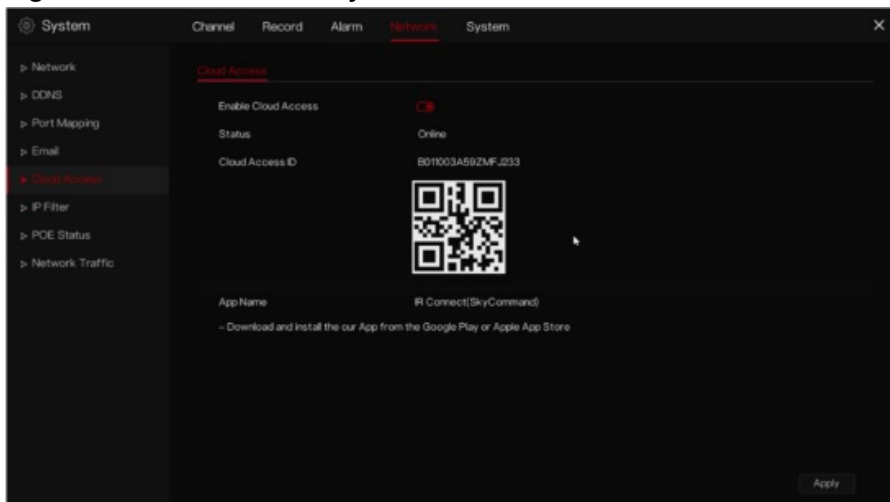 System
Channel Record Alarm Network System
Network
DDNS
Port Mapping
Email
Cloud Access
IP Filter
POE Status
Network Traffic
Cloud Access
Enable Cloud Access
Status Online
Cloud Access ID B011003A59ZMFJ233
App Name IR Connect(SkyCommand)
- Download and install the our App from the Google Play or Apple App Store
Apply